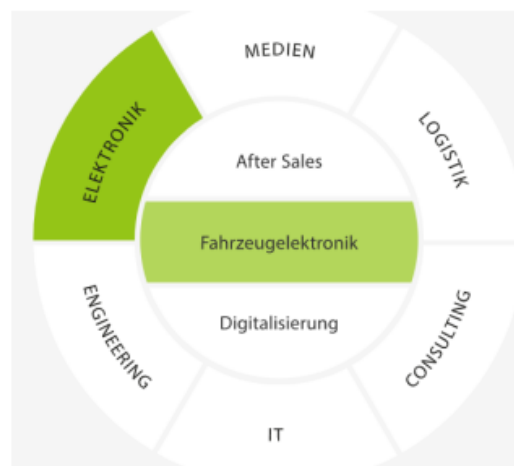 MEDIEN
ELEKTRONIK
LOGISTIK
After Sales
Fahrzeugelektronik
Digitalisierung
ENGINEERING
CONSULTING
IT